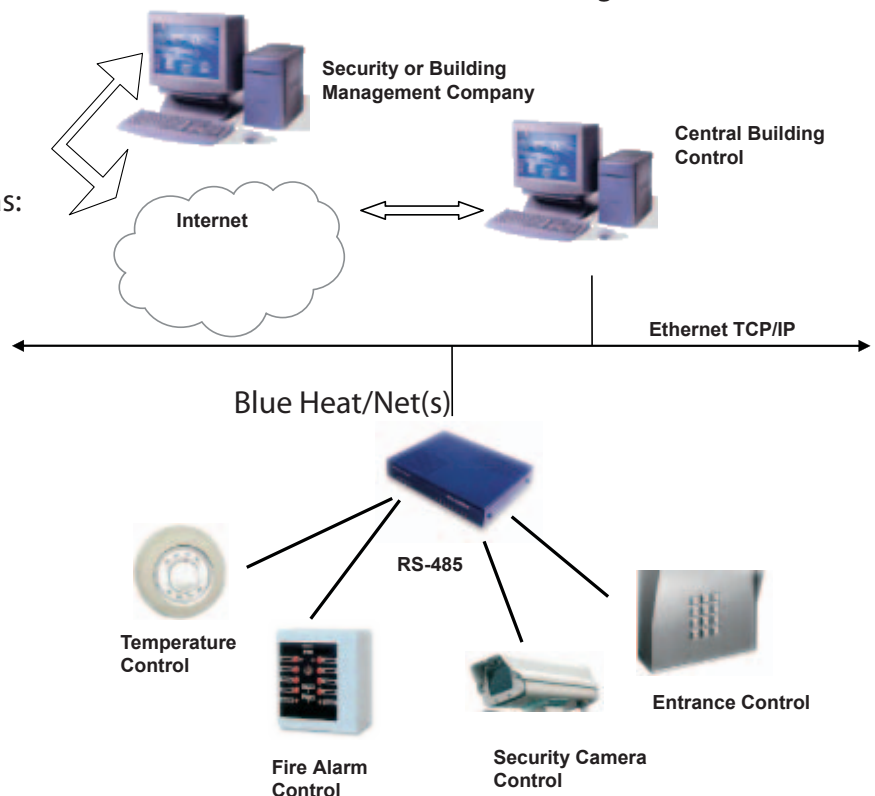 Security or Building
Management Company
Central Building
Control
Internet
Ethernet TCP/IP
Blue Heat/Net(s)
RS-485
Temperature
Control
Fire Alarm
Control
Security Camera
Control
Entrance Control